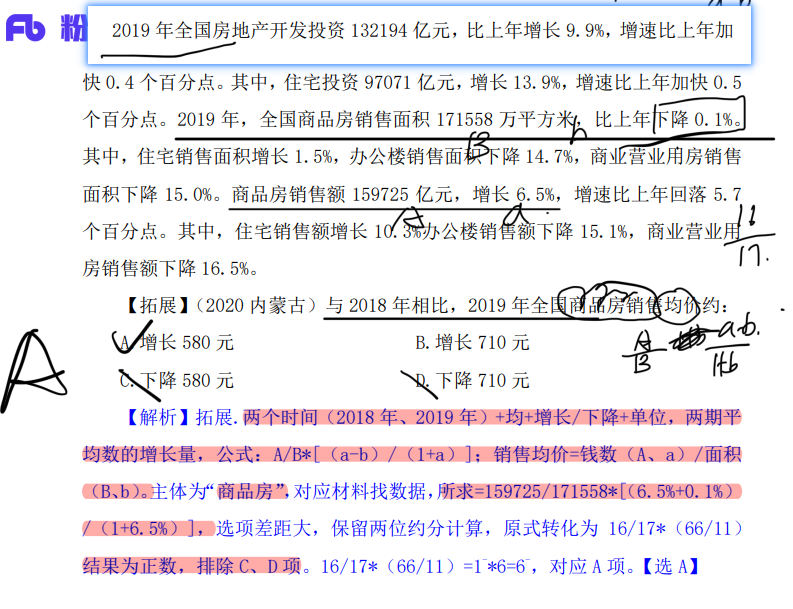 粉
2019 年全国房地产开发投资 132194 亿元，比上年增长 9.9%，增速比上年加
快 0.4 个百分点。其中，住宅投资 97071 亿元，增长 13.9%，增速比上年加快 0.5
个百分点。2019 年，全国商品房销售面积 171558 万平方米，比上年下降 0.1%。
其中，住宅销售面积增长 1.5%，办公楼销售面积下降 14.7%，商业营业用房销售
B b
面积下降 15.0%。商品房销售额 159725 亿元，增长 6.5%，增速比上年回落 5.7
A a
个百分点。其中，住宅销售额增长 10.3%办公楼销售额下降 15.1%，商业营业用
房销售额下降 16.5%。
16
17.
【拓展】（2020 内蒙古）与 2018 年相比，2019 年全国商品房销售均价约：
A.增长 580 元 B.增长 710 元
A/B a-b/1+b
C.下降 580 元 D.下降 710 元
A
【解析】拓展.两个时间（2018 年、2019 年）+均+增长/下降+单位，两期平
均数的增长量，公式：A/B*[（a-b）/（1+a）]；销售均价=钱数（A、a）/面积
（B、b）。主体为“商品房”，对应材料找数据，所求=159725/171558*[（6.5%+0.1%）
/（1+6.5%）]，选项差距大，保留两位约分计算，原式转化为 16/17*（66/11）
结果为正数，排除 C、D 项。16/17*（66/11）=1⁻*6=6⁻，对应 A 项。【选 A】